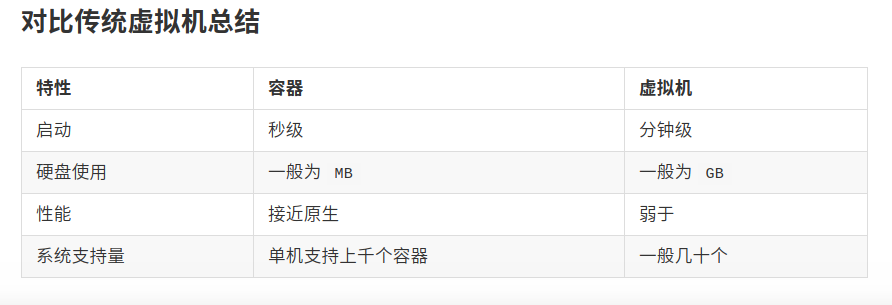 对比传统虚拟机总结
特性 容器 虚拟机
启动 秒级 分钟级
硬盘使用 一般为 MB 一般为 GB
性能 接近原生 弱于
系统支持量 单机支持上千个容器 一般几十个